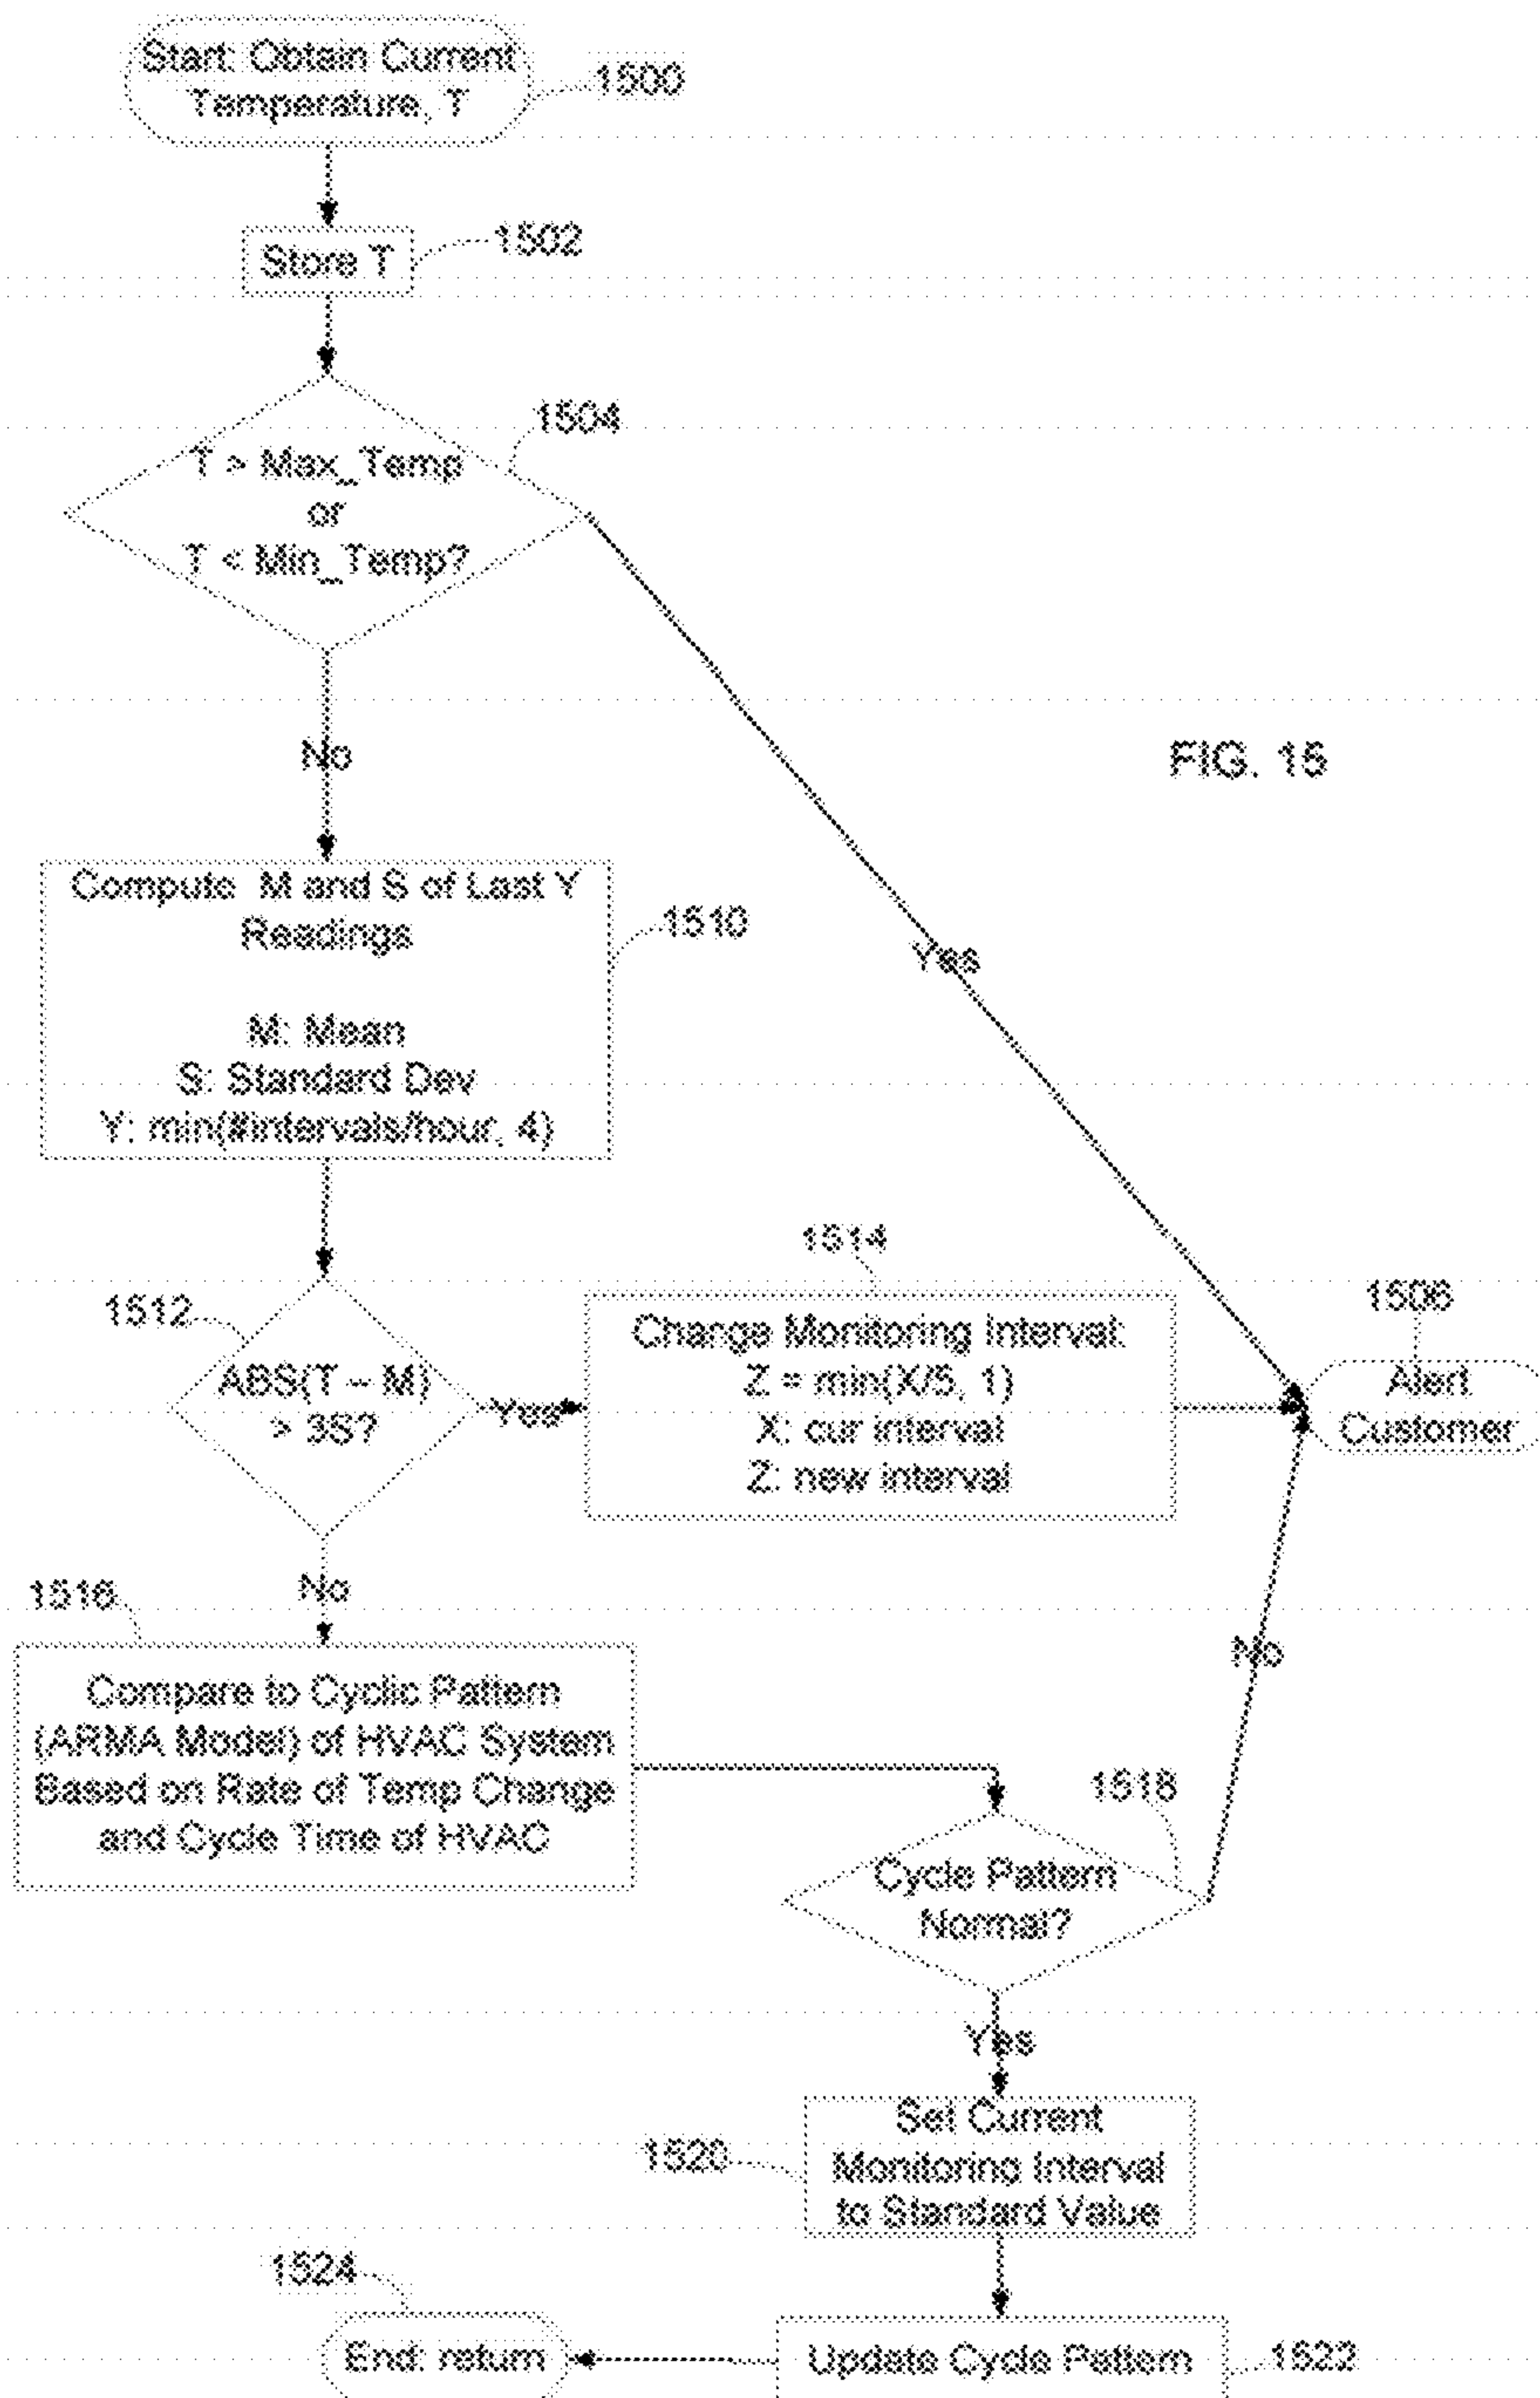 Start: Obtain Current
Temperature, T
1500
Store T
1502
1504
T > Max_Temp
or
T < Min_Temp?
No
Yes
FIG. 15
Compute M and S of Last Y
Readings
M: Mean
S: Standard Dev
Y: min(#intervals/hour, 4)
1510
1512
ABS(T – M)
> 3S?
Yes
1514
Change Monitoring Interval:
Z = min(X/5, 1)
X: cur interval
Z: new interval
1506
Alert
Customer
No
1516
Compare to Cyclic Pattern
(ARMA Model) of HVAC System
Based on Rate of Temp Change
and Cycle Time of HVAC
No
1518
Cycle Pattern
Normal?
Yes
Set Current
Monitoring Interval
to Standard Value
1520
1524
End: return
Update Cycle Pattern
1522